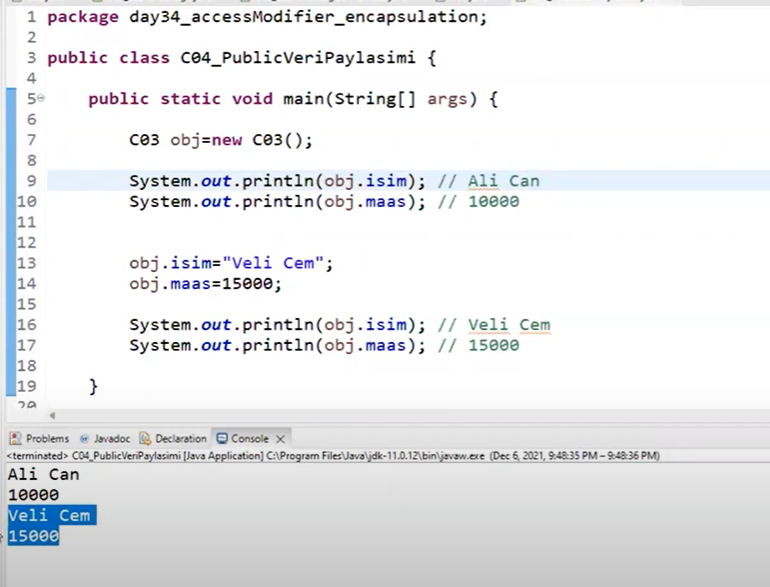 1 package day34_accessModifier_encapsulation;
2
3 public class C04_PublicVeriPaylasimi {
4
5 public static void main(String[] args) {
6
7 C03 obj=new C03();
8
9 System.out.println(obj.isim); // Ali Can
10 System.out.println(obj.maas); // 10000
11
12
13 obj.isim="Veli Cem";
14 obj.maas=15000;
15
16 System.out.println(obj.isim); // Veli Cem
17 System.out.println(obj.maas); // 15000
18
19 }
20
Problems @ Javadoc Declaration Console
<terminated> C04_PublicVeriPaylasimi [Java Application] C:\Program Files\Java\jdk-11.0.12\bin\javaw.exe (Dec 6, 2021, 9:48:35 PM – 9:48:36 PM)
Ali Can
10000
Veli Cem
15000